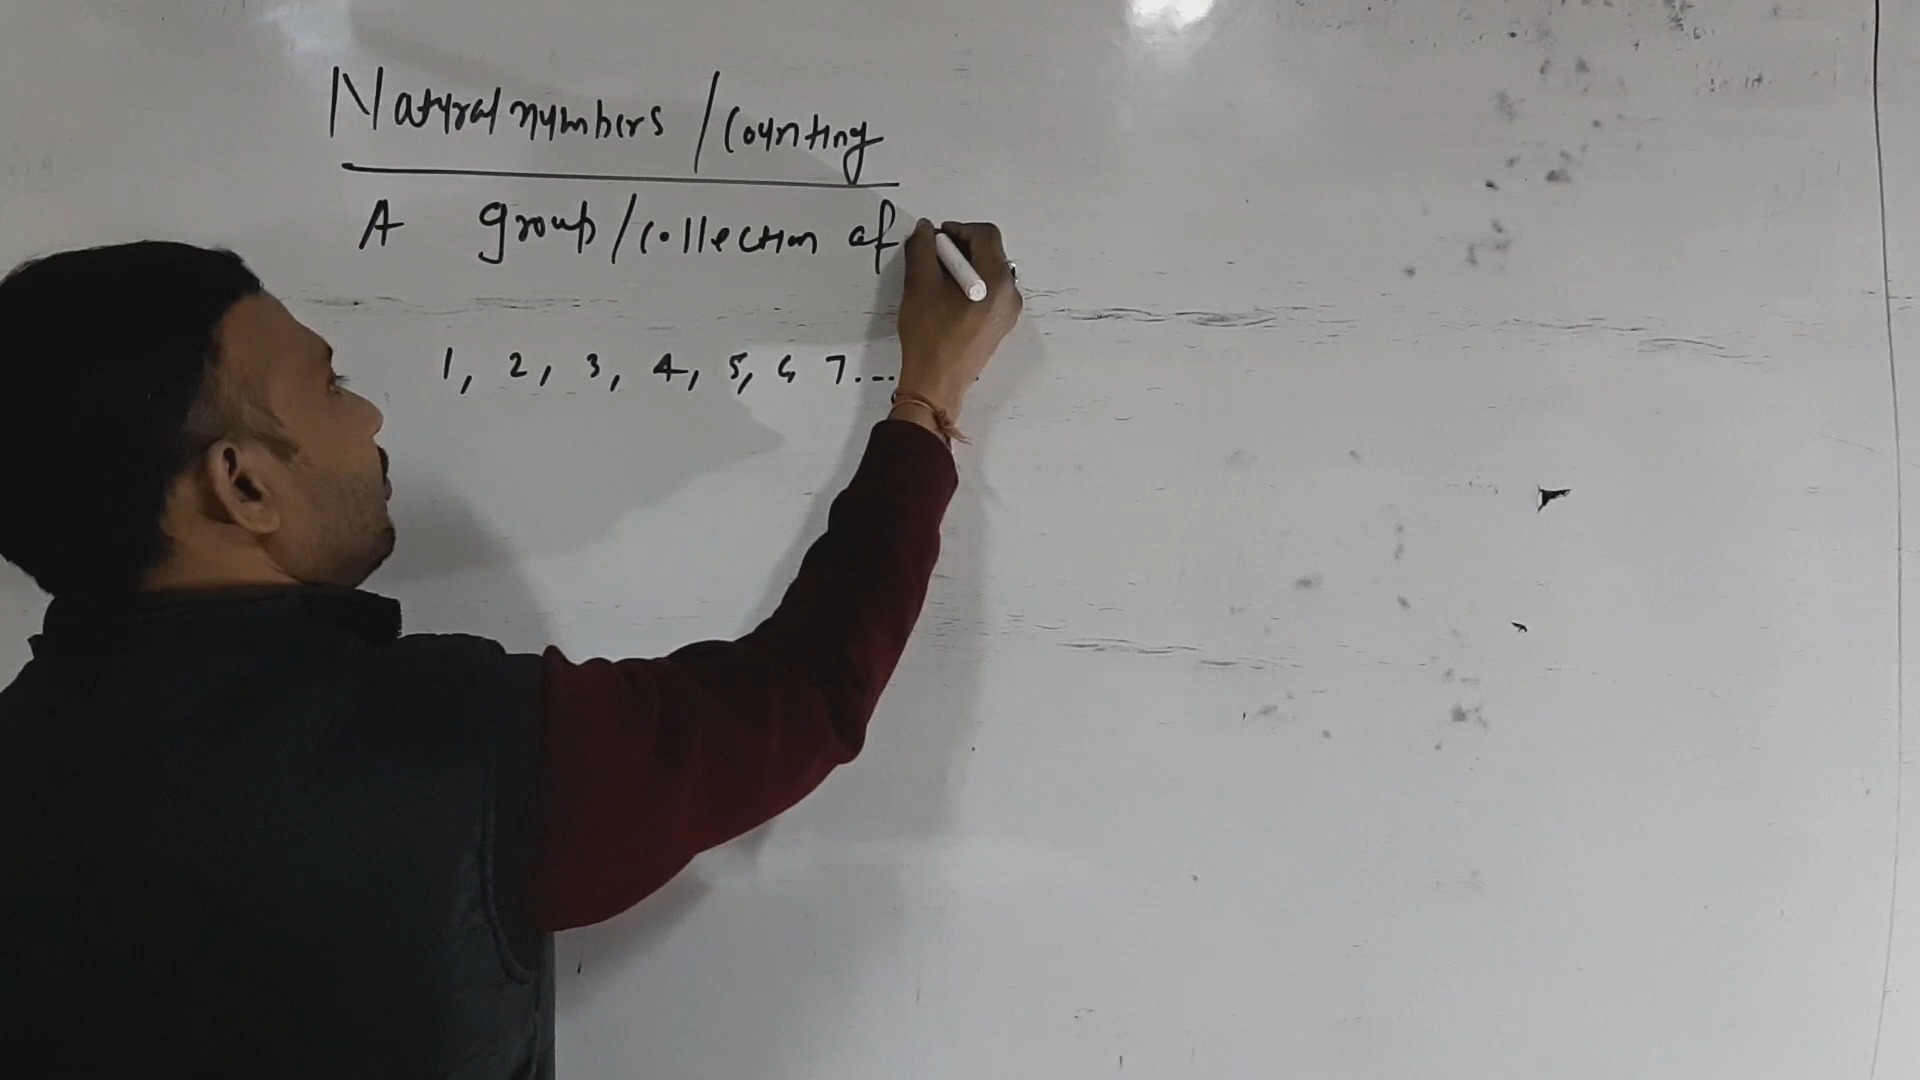 Natural numbers / Counting
A group / collection of
1, 2, 3, 4, 5, 6 7.....